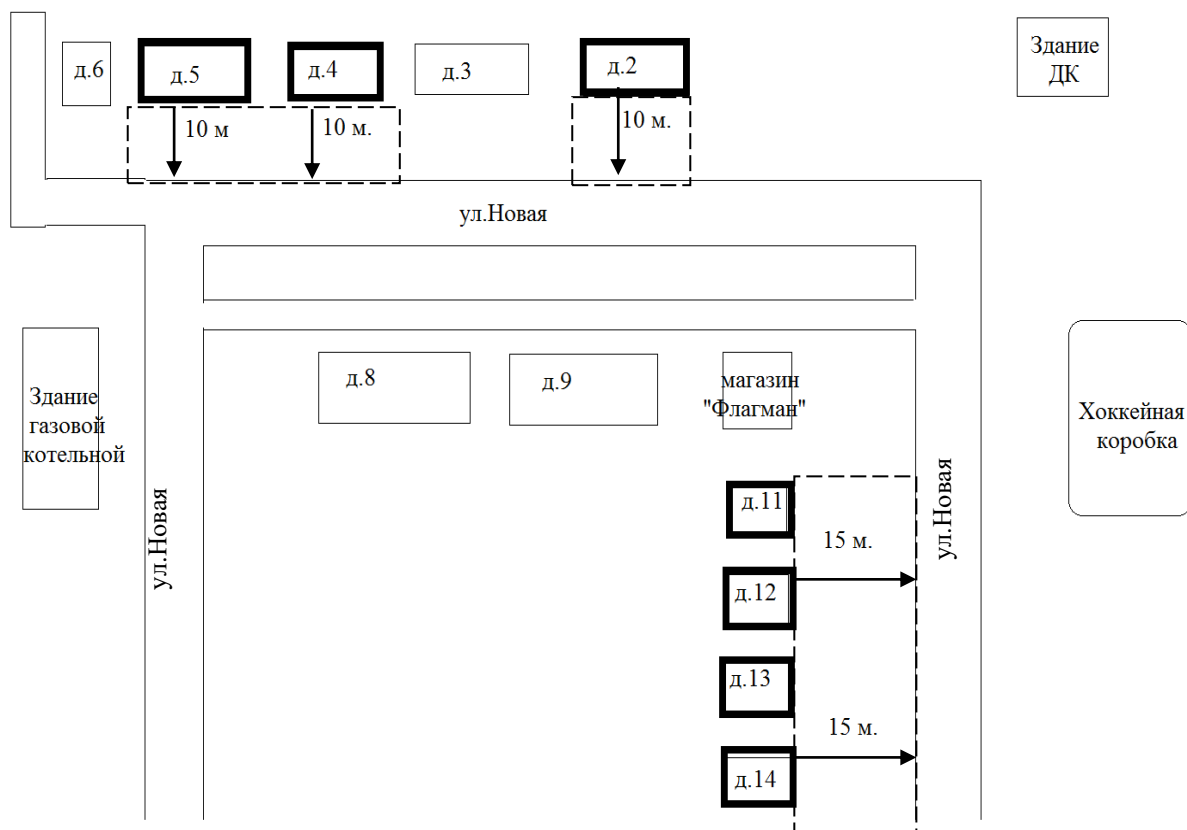 д.6
д.5
д.4
д.3
д.2
Здание
ДК
10 м
10 м.
10 м.
ул.Новая
д.8
д.9
магазин
"Флагман"
Здание
газовой
котельной
Хоккейная
коробка
ул.Новая
ул.Новая
д.11
15 м.
д.12
д.13
15 м.
д.14